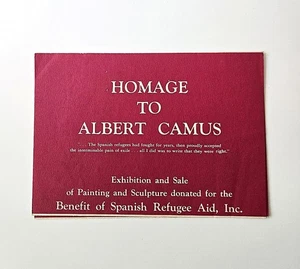 HOMAGE
TO
ALBERT CAMUS
. . . The Spanish refugees had fought for years, then proudly accepted
the interminable pain of exile . . . all I did was to write that they were right."
Exhibition and Sale
of Painting and Sculpture donated for the
Benefit of Spanish Refugee Aid, Inc.